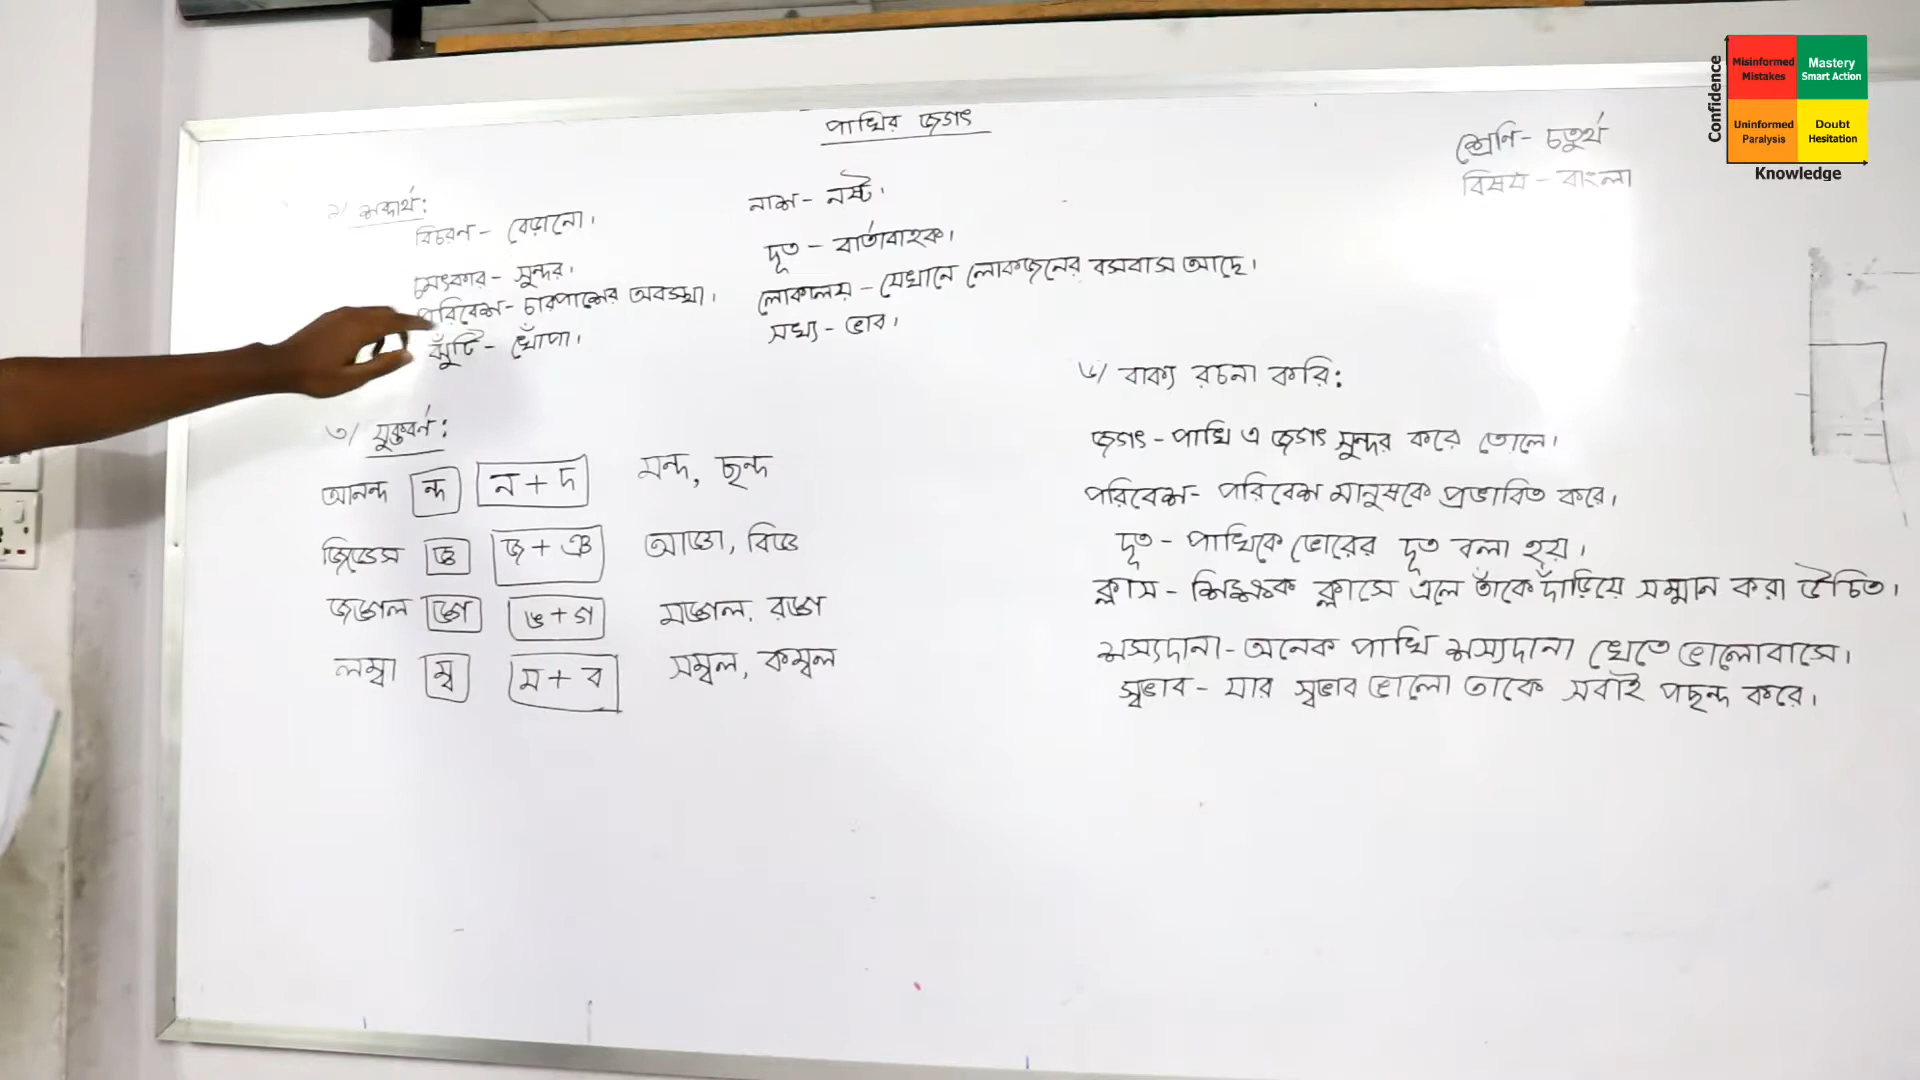 পাখির জগৎ
শ্রেণি - চতুর্থ
বিষয় - বাংলা
২/ শব্দার্থ:
বিচরণ - বেড়ানো।
চমৎকার - সুন্দর।
পরিবেশ - চারপাশের অবস্থা।
ঝুঁটি - খোঁপা।
নাশ - নষ্ট।
দূত - বার্তাবাহক।
লোকালয় - যেখানে লোকজনের বসবাস আছে।
সখ্য - ভাব।
৩/ যুক্তবর্ণ:
আনন্দ ন্দ ন + দ মন্দ, ছন্দ
জিজ্ঞেস জ্ঞ জ + ঞ আজ্ঞা, বিজ্ঞ
জঙ্গল ঙ্গ ঙ + গ মঙ্গল, রঙ্গ
লম্বা ম্ব ম + ব সম্বল, কম্বল
৬/ বাক্য রচনা করি:
জগৎ - পাখি এ জগৎ সুন্দর করে তোলে।
পরিবেশ - পরিবেশ মানুষকে প্রভাবিত করে।
দূত - পাখিকে ভোরের দূত বলা হয়।
ক্লাস - শিক্ষক ক্লাসে এলে তাঁকে দাঁড়িয়ে সম্মান করা উচিত।
শস্যদানা - অনেক পাখি শস্যদানা খেতে ভালোবাসে।
স্বভাব - যার স্বভাব ভালো তাকে সবাই পছন্দ করে।
Confidence
Misinformed Mistakes
Mastery Smart Action
Uninformed Paralysis
Doubt Hesitation
Knowledge